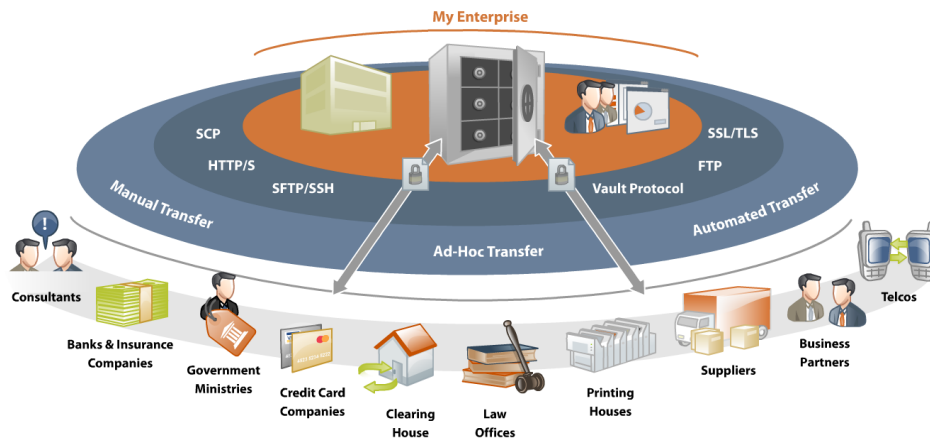 My Enterprise
SCP
SSL/TLS
HTTP/S
FTP
SFTP/SSH
Vault Protocol
Manual Transfer
Ad-Hoc Transfer
Automated Transfer
!
Consultants
Telcos
Banks & Insurance
Companies
Business
Partners
Government
Ministries
Suppliers
Credit Card
Companies
Printing
Houses
Clearing
House
Law
Offices